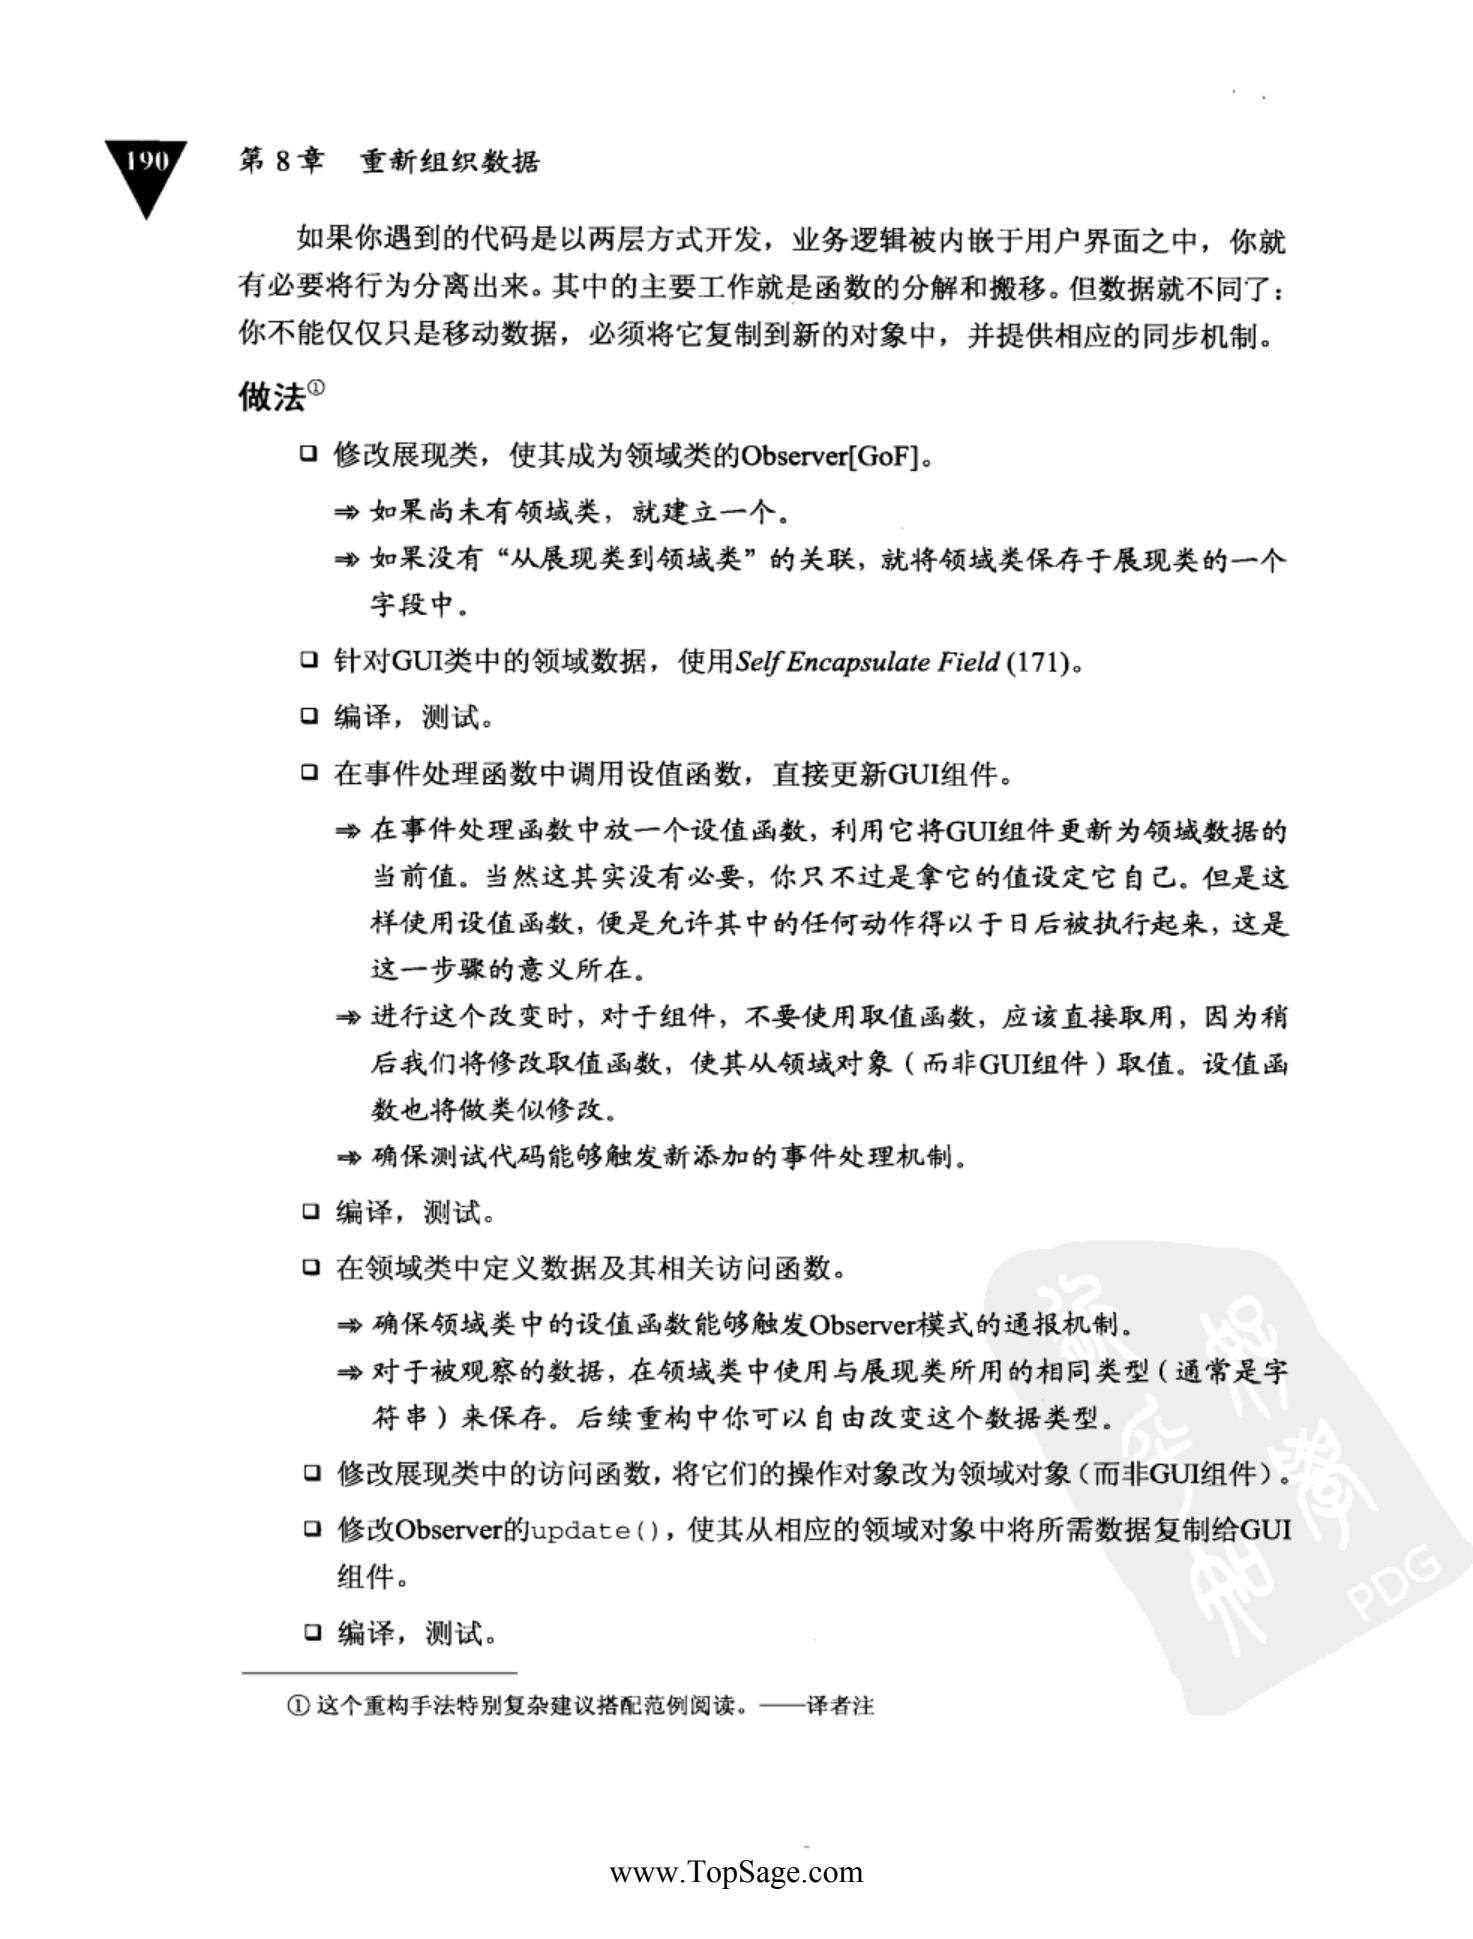 190
第 8 章 重新组织数据
如果你遇到的代码是以两层方式开发，业务逻辑被内嵌于用户界面之中，你就
有必要将行为分离出来。其中的主要工作就是函数的分解和搬移。但数据就不同了：
你不能仅仅只是移动数据，必须将它复制到新的对象中，并提供相应的同步机制。
做法①
❑ 修改展现类，使其成为领域类的Observer[GoF]。
⇒ 如果尚未有领域类，就建立一个。
⇒ 如果没有“从展现类到领域类”的关联，就将领域类保存于展现类的一个
字段中。
❑ 针对GUI类中的领域数据，使用Self Encapsulate Field (171)。
❑ 编译，测试。
❑ 在事件处理函数中调用设值函数，直接更新GUI组件。
⇒ 在事件处理函数中放一个设值函数，利用它将GUI组件更新为领域数据的
当前值。当然这其实没有必要，你只不过是拿它的值设定它自己。但是这
样使用设值函数，便是允许其中的任何动作得以于日后被执行起来，这是
这一步骤的意义所在。
⇒ 进行这个改变时，对于组件，不要使用取值函数，应该直接取用，因为稍
后我们将修改取值函数，使其从领域对象（而非GUI组件）取值。设值函
数也将做类似修改。
⇒ 确保测试代码能够触发新添加的事件处理机制。
❑ 编译，测试。
❑ 在领域类中定义数据及其相关访问函数。
⇒ 确保领域类中的设值函数能够触发Observer模式的通报机制。
⇒ 对于被观察的数据，在领域类中使用与展现类所用的相同类型（通常是字
符串）来保存。后续重构中你可以自由改变这个数据类型。
❑ 修改展现类中的访问函数，将它们的操作对象改为领域对象（而非GUI组件）。
❑ 修改Observer的update()，使其从相应的领域对象中将所需数据复制给GUI
组件。
❑ 编译，测试。
① 这个重构手法特别复杂建议搭配范例阅读。——译者注
PDG
www.TopSage.com